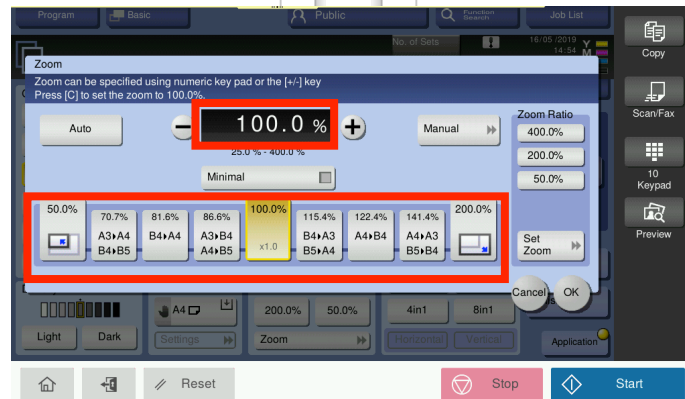 Program
Basic
Public
Function Search
Job List
No. of Sets
16/05/2019
14:54
Y
M
Copy
Zoom
Zoom can be specified using numeric key pad or the [+/-] key
Press [C] to set the zoom to 100.0%.
Auto
−
100.0 %
+
25.0 % - 400.0 %
Manual
Minimal
Zoom Ratio
400.0%
200.0%
50.0%
Set Zoom
50.0%
70.7%
A3▸A4
B4▸B5
81.6%
B4▸A4
86.6%
A3▸B4
A4▸B5
100.0%
x1.0
115.4%
B4▸A3
B5▸A4
122.4%
A4▸B4
141.4%
A4▸A3
B5▸B4
200.0%
Cancel
OK
Scan/Fax
10 Keypad
Preview
A4
200.0%
50.0%
4in1
8in1
Light
Dark
Settings
Zoom
Horizontal
Vertical
Application
Reset
Stop
Start